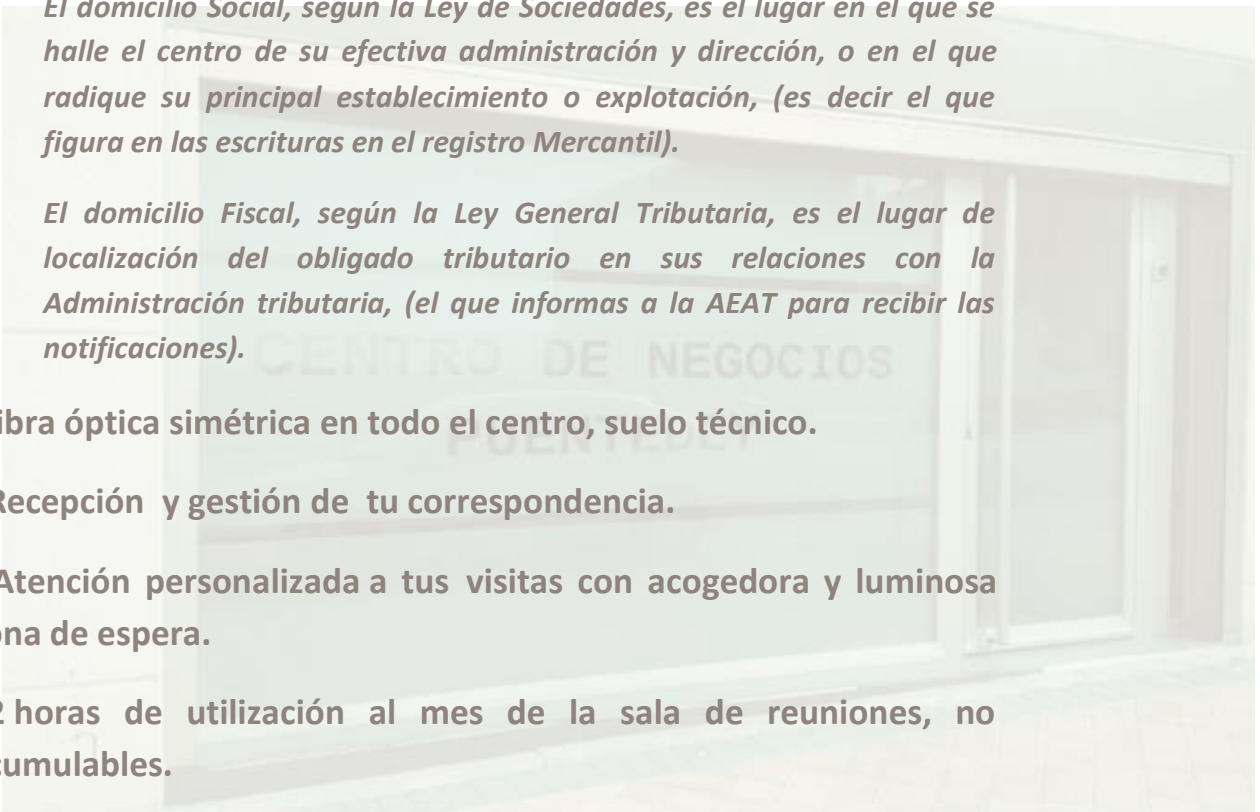 El domicilio Social, según la Ley de Sociedades, es el lugar en el que se
halle el centro de su efectiva administración y dirección, o en el que
radique su principal establecimiento o explotación, (es decir el que
figura en las escrituras en el registro Mercantil).
El domicilio Fiscal, según la Ley General Tributaria, es el lugar de
localización del obligado tributario en sus relaciones con la
Administración tributaria, (el que informas a la AEAT para recibir las
notificaciones).
CENTRO DE NEGOCIOS
ibra óptica simétrica en todo el centro, suelo técnico.
Recepción y gestión de tu correspondencia.
Atención personalizada a tus visitas con acogedora y luminosa
ona de espera.
2 horas de utilización al mes de la sala de reuniones, no
cumulables.